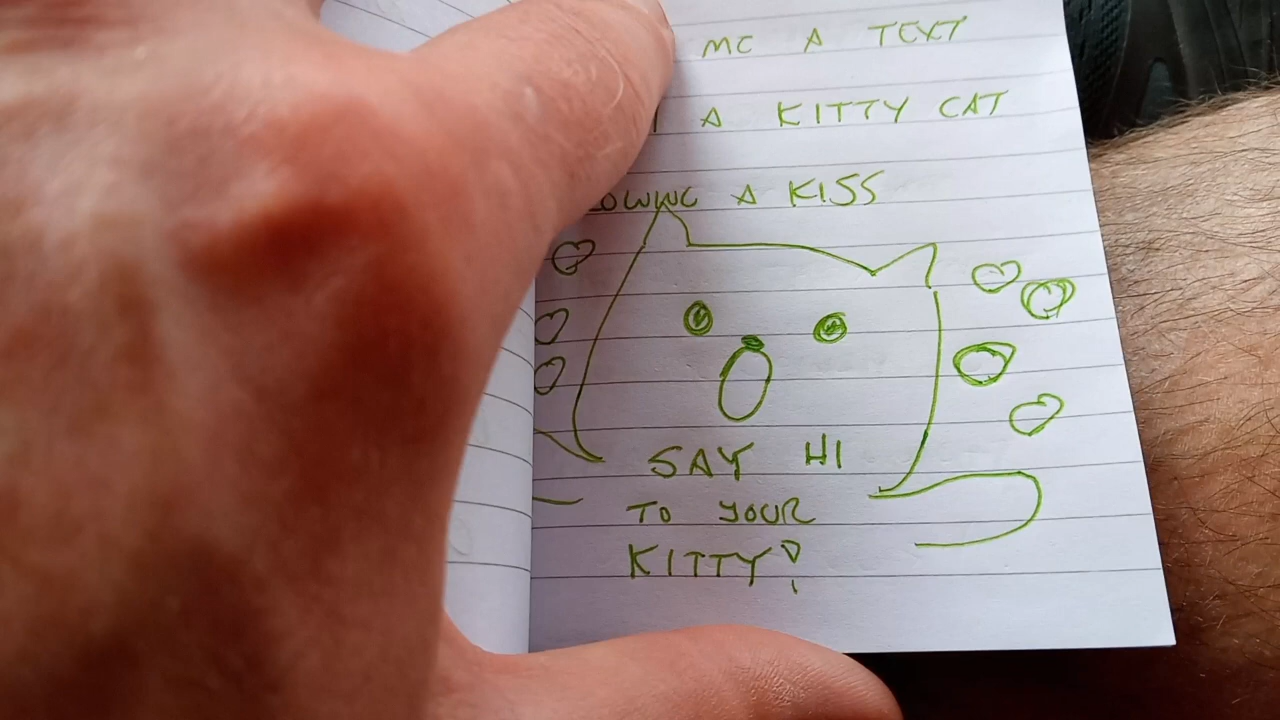 ME A TEXT
A KITTY CAT
A KISS
SAY HI
TO YOUR
KITTY!